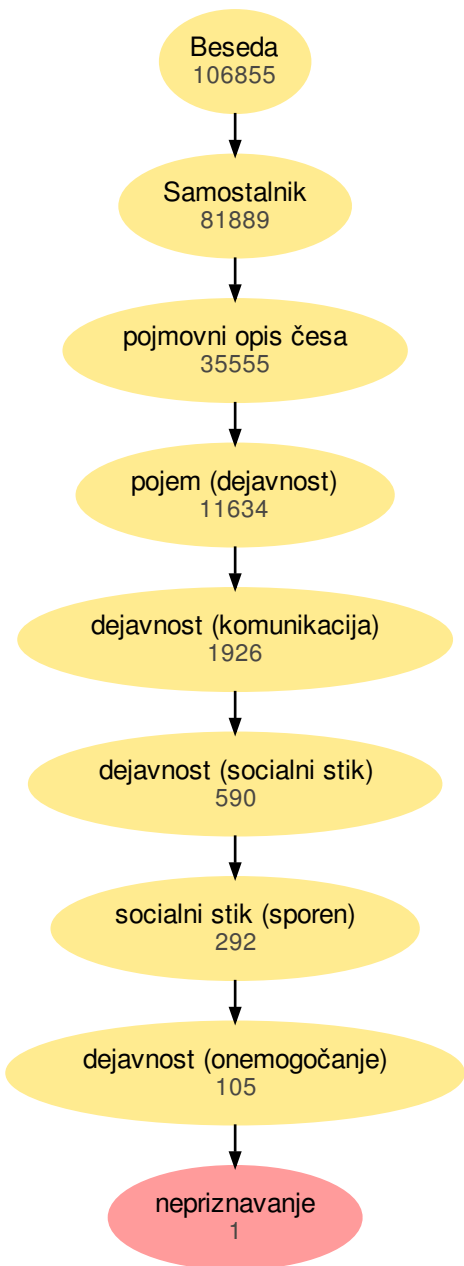 Beseda
106855
Samostalnik
81889
pojmovni opis česa
35555
pojem (dejavnost)
11634
dejavnost (komunikacija)
1926
dejavnost (socialni stik)
590
socialni stik (sporen)
292
dejavnost (onemogočanje)
105
nepriznavanje
1